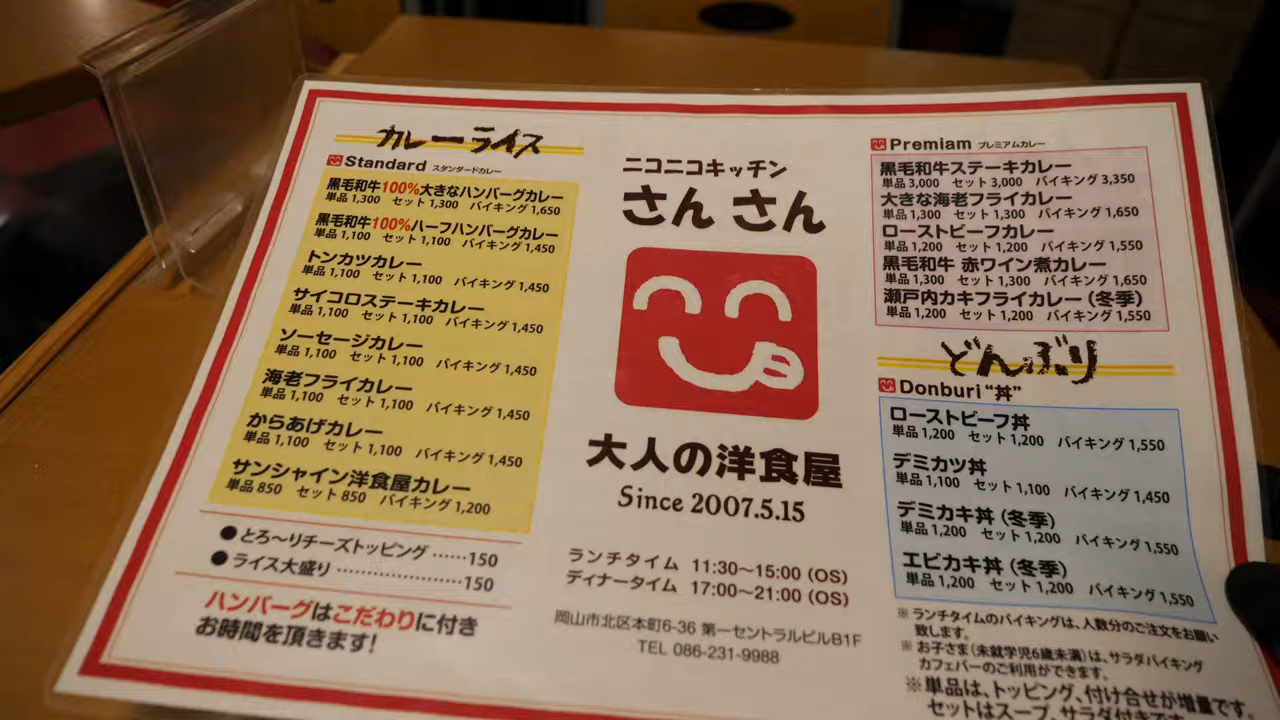 カレーライス
Standard スタンダードカレー
黒毛和牛100%大きなハンバーグカレー
単品 1,300 セット 1,300 バイキング 1,650
黒毛和牛100%ハーフハンバーグカレー
単品 1,100 セット 1,100 バイキング 1,450
トンカツカレー
単品 1,100 セット 1,100 バイキング 1,450
サイコロステーキカレー
単品 1,100 セット 1,100 バイキング 1,450
ソーセージカレー
単品 1,100 セット 1,100 バイキング 1,450
海老フライカレー
単品 1,100 セット 1,100 バイキング 1,450
からあげカレー
単品 1,100 セット 1,100 バイキング 1,450
サンシャイン洋食屋カレー
単品 850 セット 850 バイキング 1,200
●とろ〜りチーズトッピング ……150
●ライス大盛り …………………150
ハンバーグはこだわりに付き
お時間を頂きます!
ニコニコキッチン
さん さん
大人の洋食屋
Since 2007.5.15
ランチタイム 11:30〜15:00 (OS)
ディナータイム 17:00〜21:00 (OS)
岡山市北区本町6-36 第一セントラルビルB1F
TEL 086-231-9988
Premiam プレミアムカレー
黒毛和牛ステーキカレー
単品 3,000 セット 3,000 バイキング 3,350
大きな海老フライカレー
単品 1,300 セット 1,300 バイキング 1,650
ローストビーフカレー
単品 1,200 セット 1,200 バイキング 1,550
黒毛和牛 赤ワイン煮カレー
単品 1,300 セット 1,300 バイキング 1,650
瀬戸内カキフライカレー (冬季)
単品 1,200 セット 1,200 バイキング 1,550
どんぶり
Donburi “丼”
ローストビーフ丼
単品 1,200 セット 1,200 バイキング 1,550
デミカツ丼
単品 1,100 セット 1,100 バイキング 1,450
デミカキ丼 (冬季)
単品 1,200 セット 1,200 バイキング 1,550
エビカキ丼 (冬季)
単品 1,200 セット 1,200 バイキング 1,550
※ ランチタイムのバイキングは、人数分のご注文をお願い
致します。
※ お子さま (未就学児6歳未満) は、サラダバイキング
カフェバーのご利用ができます。
※単品は、トッピング、付け合せが増量です。
セットはスープ、サラダ付き